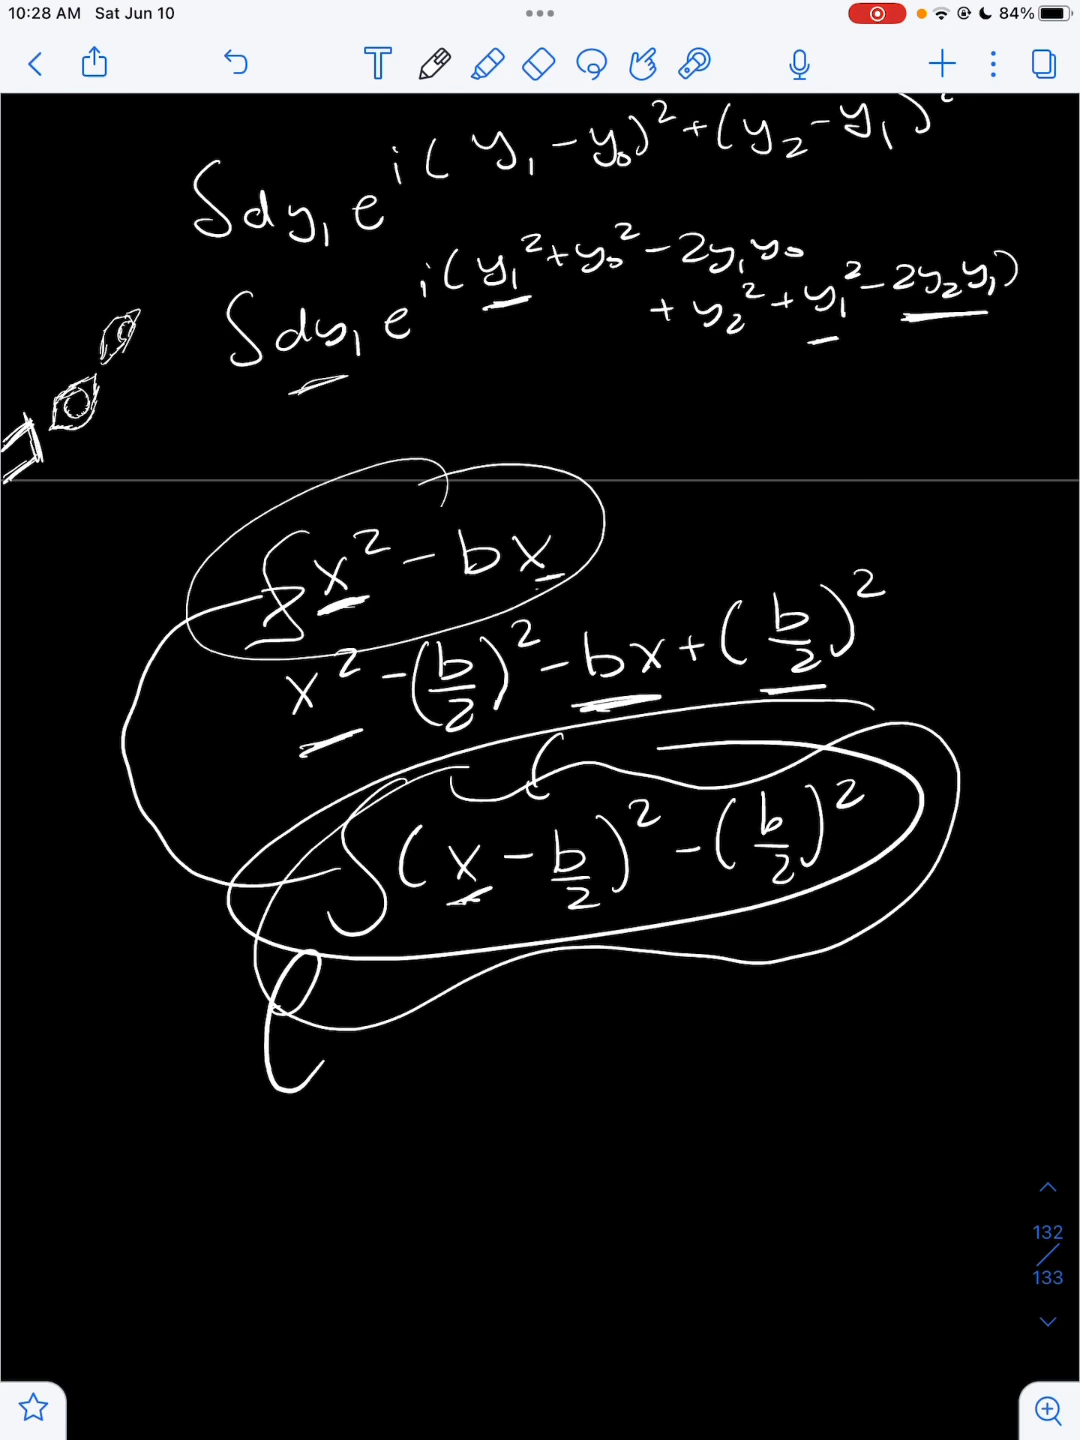 10:28 AM Sat Jun 10
84%
T
∫dy₁ e^{i(y₁-y₀)²+(y₂-y₁)²}
∫dy₁ e^{i(y₁²+y₀²-2y₁y₀
+y₂²+y₁²-2y₂y₁)}
∫x²-bx
x²-(b/2)²-bx+(b/2)²
∫(x-b/2)²-(b/2)²
e
132
/
133